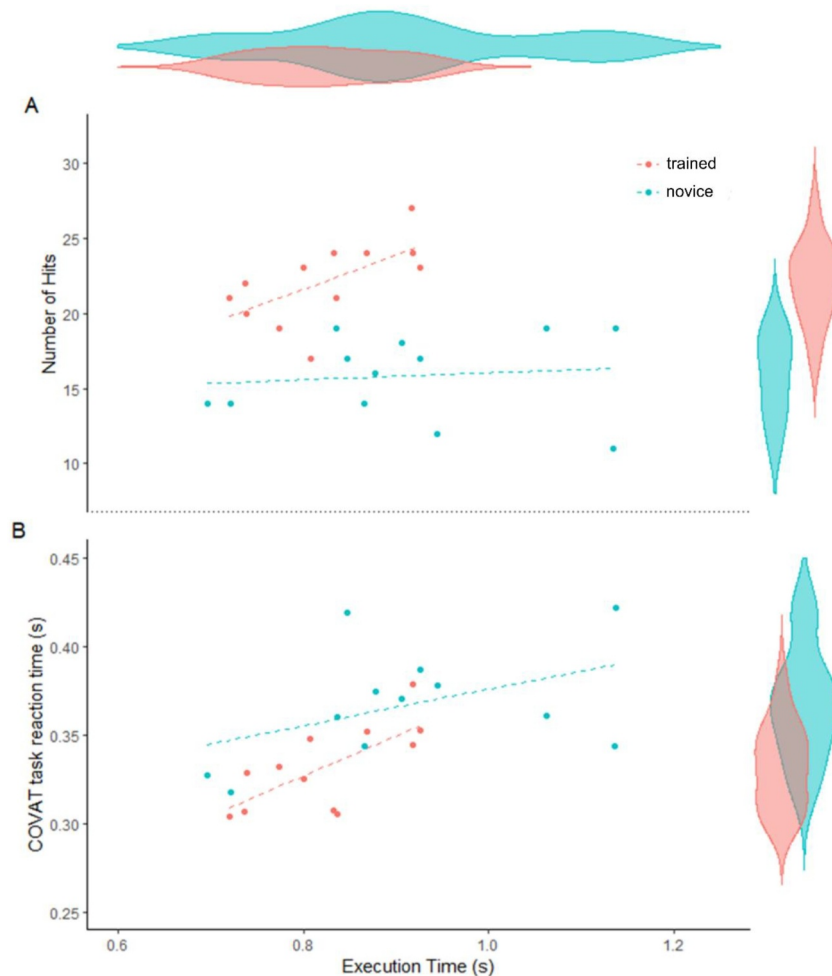 A
30
25
20
15
10
Number of Hits
trained
novice
B
0.45
0.40
0.35
0.30
0.25
COVAT task reaction time (s)
0.6 0.8 1.0 1.2
Execution Time (s)